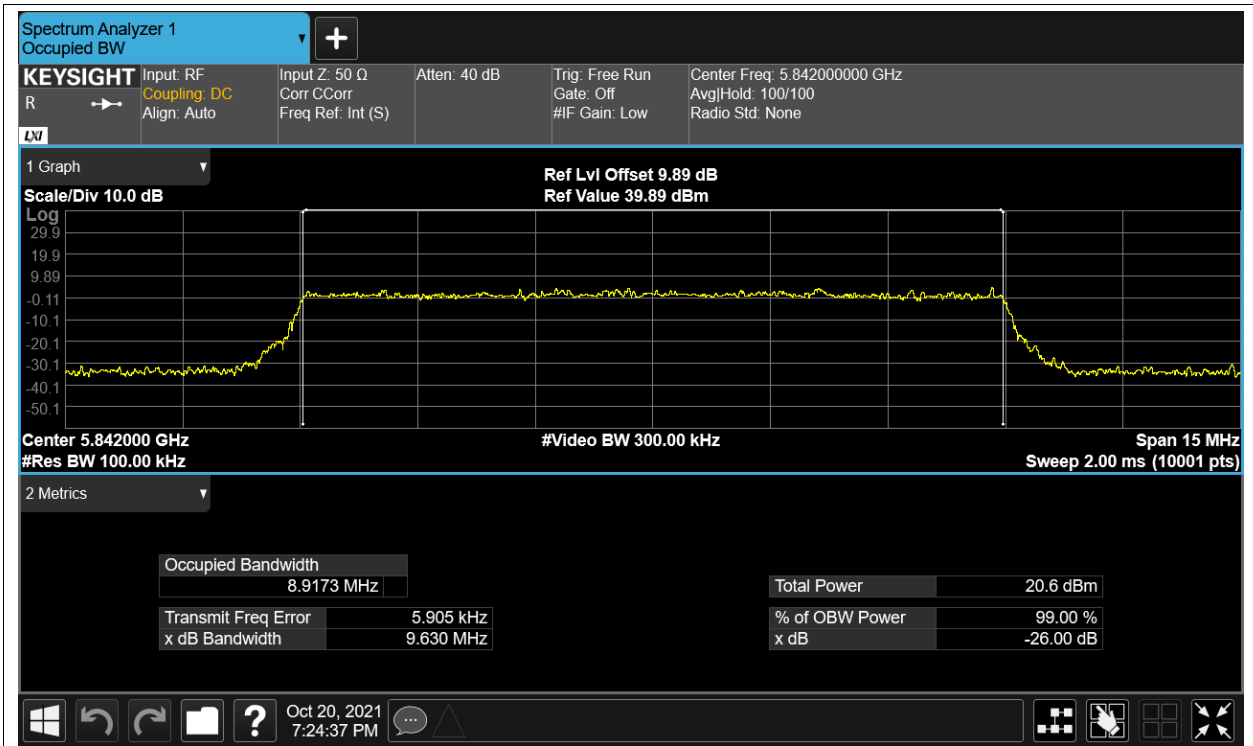 Spectrum Analyzer 1
Occupied BW
KEYSIGHT
R
LXI
Input: RF
Coupling: DC
Align: Auto
Input Z: 50 Ω
Corr CCorr
Freq Ref: Int (S)
Atten: 40 dB
Trig: Free Run
Gate: Off
#IF Gain: Low
Center Freq: 5.842000000 GHz
Avg|Hold: 100/100
Radio Std: None
1 Graph
Scale/Div 10.0 dB
Ref Lvl Offset 9.89 dB
Ref Value 39.89 dBm
Log
29.9
19.9
9.89
-0.11
-10.1
-20.1
-30.1
-40.1
-50.1
Center 5.842000 GHz
#Video BW 300.00 kHz
Span 15 MHz
#Res BW 100.00 kHz
Sweep 2.00 ms (10001 pts)
2 Metrics
Occupied Bandwidth
8.9173 MHz
Transmit Freq Error 5.905 kHz
x dB Bandwidth 9.630 MHz
Total Power 20.6 dBm
% of OBW Power 99.00 %
x dB -26.00 dB
?
Oct 20, 2021
7:24:37 PM